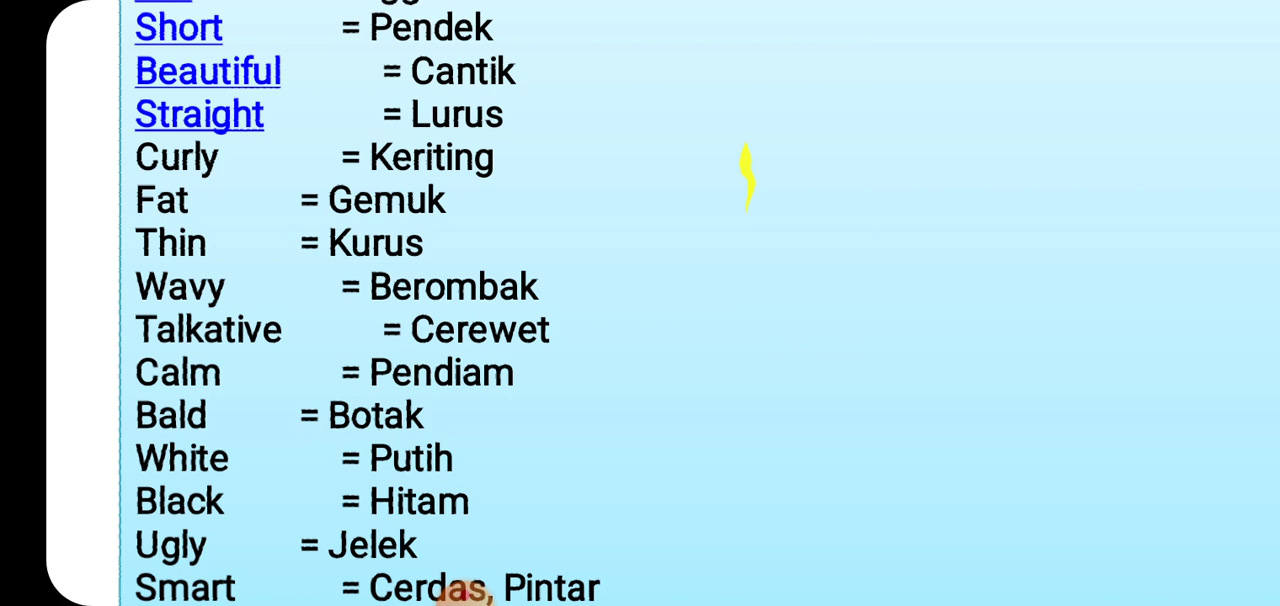 Short = Pendek
Beautiful = Cantik
Straight = Lurus
Curly = Keriting
Fat = Gemuk
Thin = Kurus
Wavy = Berombak
Talkative = Cerewet
Calm = Pendiam
Bald = Botak
White = Putih
Black = Hitam
Ugly = Jelek
Smart = Cerdas, Pintar